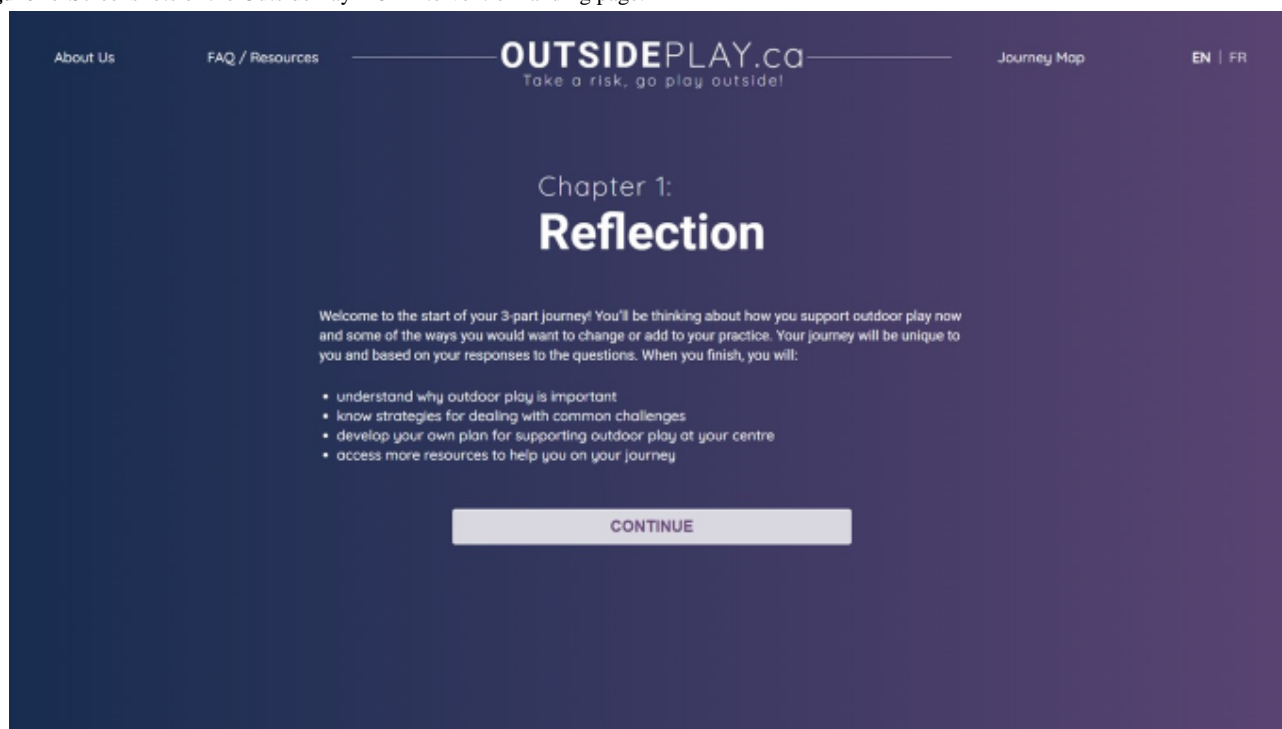 About Us FAQ / Resources OUTSIDEPLAY.ca Journey Map EN | FR
Take a risk, go play outside!
Chapter 1:
Reflection
Welcome to the start of your 3-part journey! You'll be thinking about how you support outdoor play now
and some of the ways you would want to change or add to your practice. Your journey will be unique to
you and based on your responses to the questions. When you finish, you will:
• understand why outdoor play is important
• know strategies for dealing with common challenges
• develop your own plan for supporting outdoor play at your centre
• access more resources to help you on your journey
CONTINUE